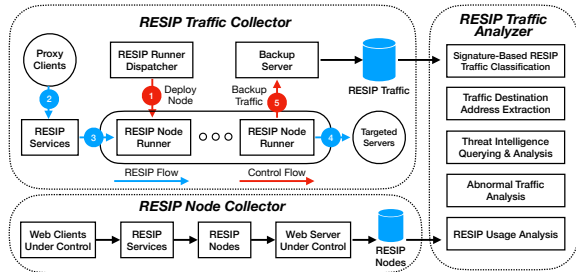 RESIP Traffic Collector
Proxy
Clients
RESIP Runner
Dispatcher
Backup
Server
RESIP Traffic
2
1
Deploy
Node
Backup
Traffic
5
RESIP
Services
3
RESIP Node
Runner
RESIP Node
Runner
4
Targeted
Servers
RESIP Flow
Control Flow
RESIP Traffic
Analyzer
Signature-Based RESIP
Traffic Classification
Traffic Destination
Address Extraction
Threat Intelligence
Querying & Analysis
Abnormal Traffic
Analysis
RESIP Usage Analysis
RESIP Node Collector
Web Clients
Under Control
RESIP
Services
RESIP
Nodes
Web Server
Under Control
RESIP
Nodes